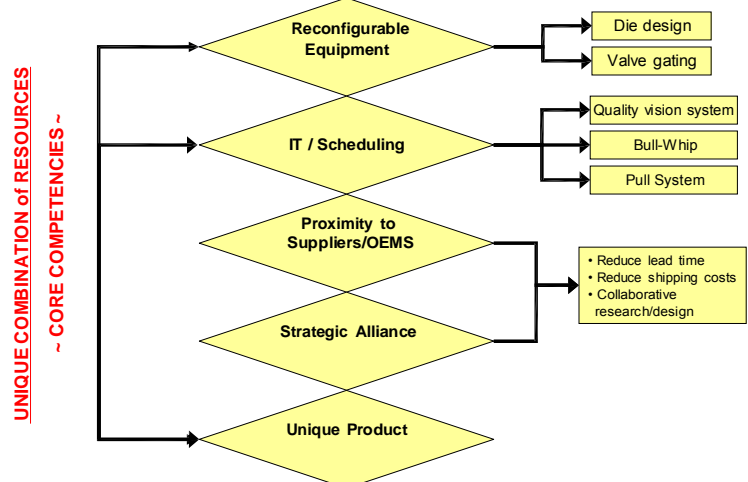 UNIQUE COMBINATION of RESOURCES
~ CORE COMPETENCIES ~
Reconfigurable
Equipment
Die design
Valve gating
IT / Scheduling
Quality vision system
Bull-Whip
Pull System
Proximity to
Suppliers/OEMS
• Reduce lead time
• Reduce shipping costs
• Collaborative
research/design
Strategic Alliance
Unique Product